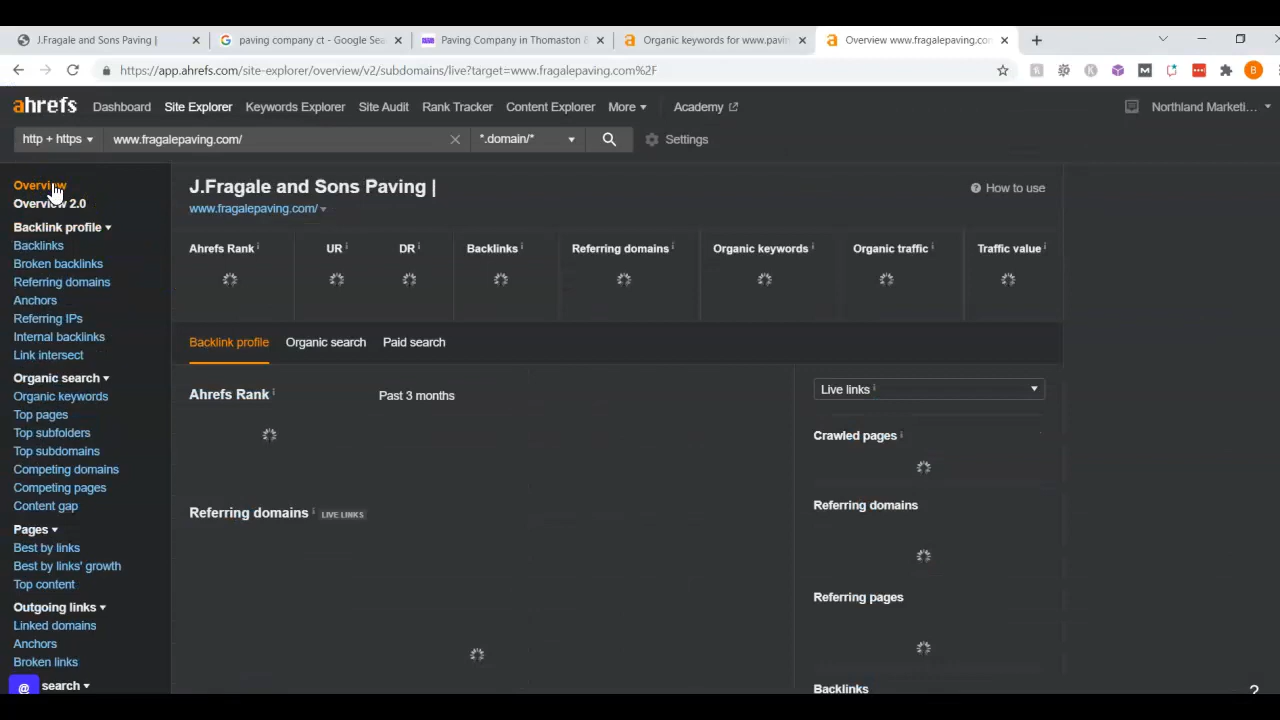 J.Fragale and Sons Paving |
paving company ct - Google Sea
Paving Company in Thomaston &
Organic keywords for www.pavin
Overview www.fragalepaving.con
https://app.ahrefs.com/site-explorer/overview/v2/subdomains/live?target=www.fragalepaving.com%2F
ahrefs Dashboard Site Explorer Keywords Explorer Site Audit Rank Tracker Content Explorer More Academy Northland Marketi...
http + https www.fragalepaving.com/ *.domain/* Settings
Overview
Overview 2.0
Backlink profile
Backlinks
Broken backlinks
Referring domains
Anchors
Referring IPs
Internal backlinks
Link intersect
Organic search
Organic keywords
Top pages
Top subfolders
Top subdomains
Competing domains
Competing pages
Content gap
Pages
Best by links
Best by links' growth
Top content
Outgoing links
Linked domains
Anchors
Broken links
search
@
J.Fragale and Sons Paving |
How to use
www.fragalepaving.com/
Ahrefs Rank UR DR Backlinks Referring domains Organic keywords Organic traffic Traffic value
Backlink profile Organic search Paid search
Ahrefs Rank Past 3 months
Referring domains LIVE LINKS
Live links
Crawled pages
Referring domains
Referring pages
Backlinks
?